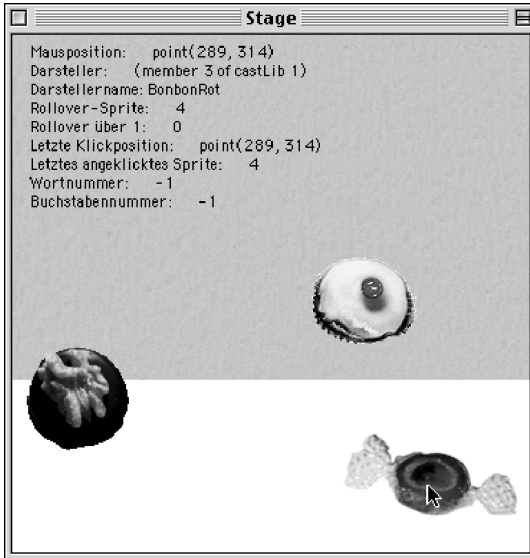 Stage
Mausposition: point(289, 314)
Darsteller: (member 3 of castLib 1)
Darstellername: BonbonRot
Rollover-Sprite: 4
Rollover über 1: 0
Letzte Klickposition: point(289, 314)
Letztes angeklicktes Sprite: 4
Wortnummer: -1
Buchstabennummer: -1